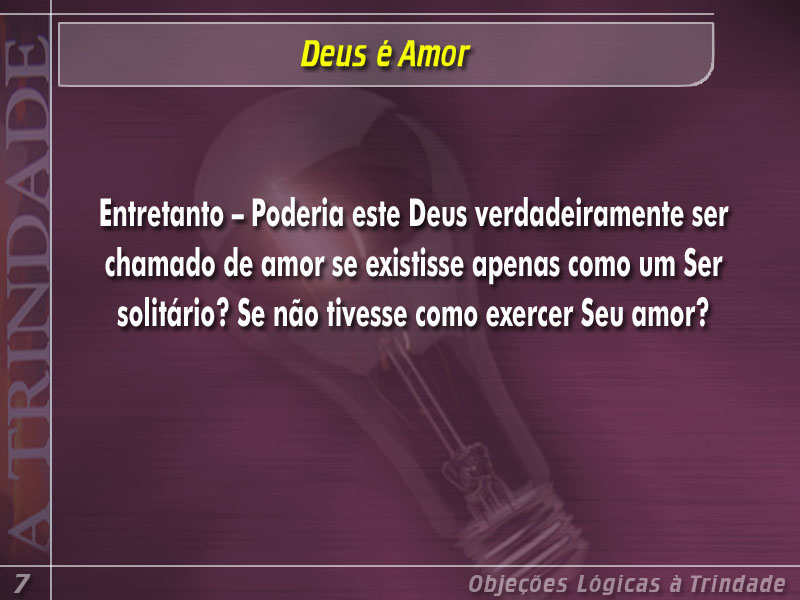 Deus é Amor
Entretanto – Poderia este Deus verdadeiramente ser
chamado de amor se existisse apenas como um Ser
solitário? Se não tivesse como exercer Seu amor?
A TRINDADE
7
Objeções Lógicas à Trindade